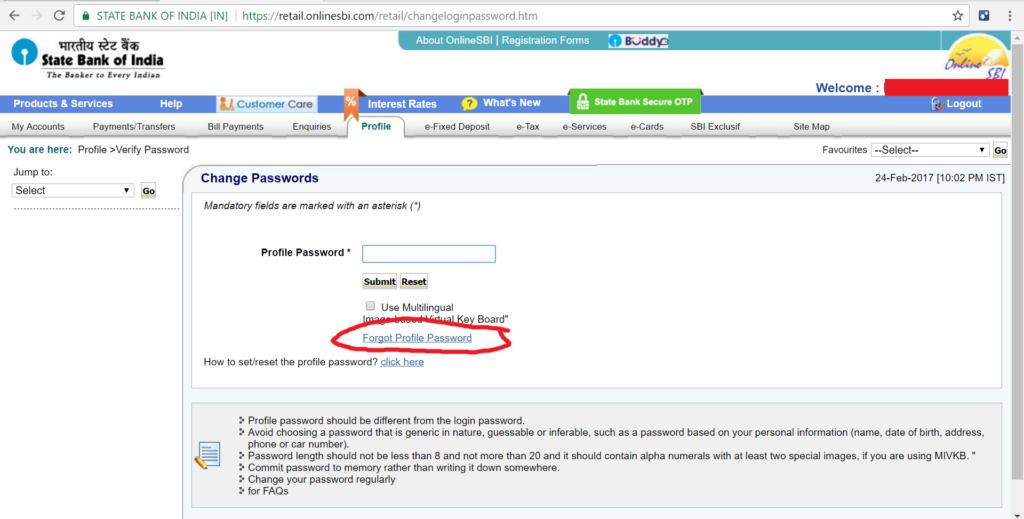 STATE BANK OF INDIA [IN] https://retail.onlinesbi.com/retail/changeloginpassword.htm
About OnlineSBI | Registration Forms Buddy
भारतीय स्टेट बैंक
State Bank of India
The Banker to Every Indian
Online SBI
Welcome :
Products & Services Help Customer Care % Interest Rates ? What's New State Bank Secure OTP Logout
My Accounts Payments/Transfers Bill Payments Enquiries Profile e-Fixed Deposit e-Tax e-Services e-Cards SBI Exclusif Site Map
You are here: Profile >Verify Password Favourites --Select-- Go
Jump to:
Select Go
Change Passwords 24-Feb-2017 [10:02 PM IST]
Mandatory fields are marked with an asterisk (*)
Profile Password *
Submit Reset
Use Multilingual
Image based Virtual Key Board"
Forgot Profile Password
How to set/reset the profile password? click here
Profile password should be different from the login password.
Avoid choosing a password that is generic in nature, guessable or inferable, such as a password based on your personal information (name, date of birth, address,
phone or car number).
Password length should not be less than 8 and not more than 20 and it should contain alpha numerals with at least two special images, if you are using MIVKB. "
Commit password to memory rather than writing it down somewhere.
Change your password regularly
for FAQs